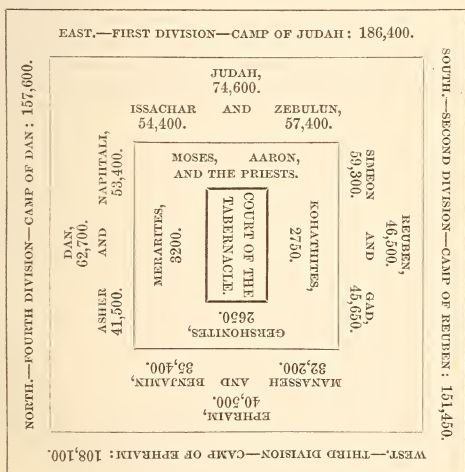 EAST.—FIRST DIVISION—CAMP OF JUDAH: 186,400.
JUDAH,
74,600.
ISSACHAR AND ZEBULUN,
54,400. 57,400.
MOSES, AARON,
AND THE PRIESTS.
SOUTH.—SECOND DIVISION—CAMP OF REUBEN: 151,450.
REUBEN,
46,500.
SIMEON AND GAD,
59,300. 45,650.
KOHATHITES,
2750.
COURT OF THE
TABERNACLE.
MERARITES,
3200.
GERSHONITES,
2650.
MANASSEH AND BENJAMIN,
32,200. 35,400.
EPHRAIM,
40,500.
WEST.—THIRD DIVISION—CAMP OF EPHRAIM: 108,100.
NORTH.—FOURTH DIVISION—CAMP OF DAN: 157,600.
DAN,
62,700.
ASHER AND NAPHTALI,
41,500. 53,400.